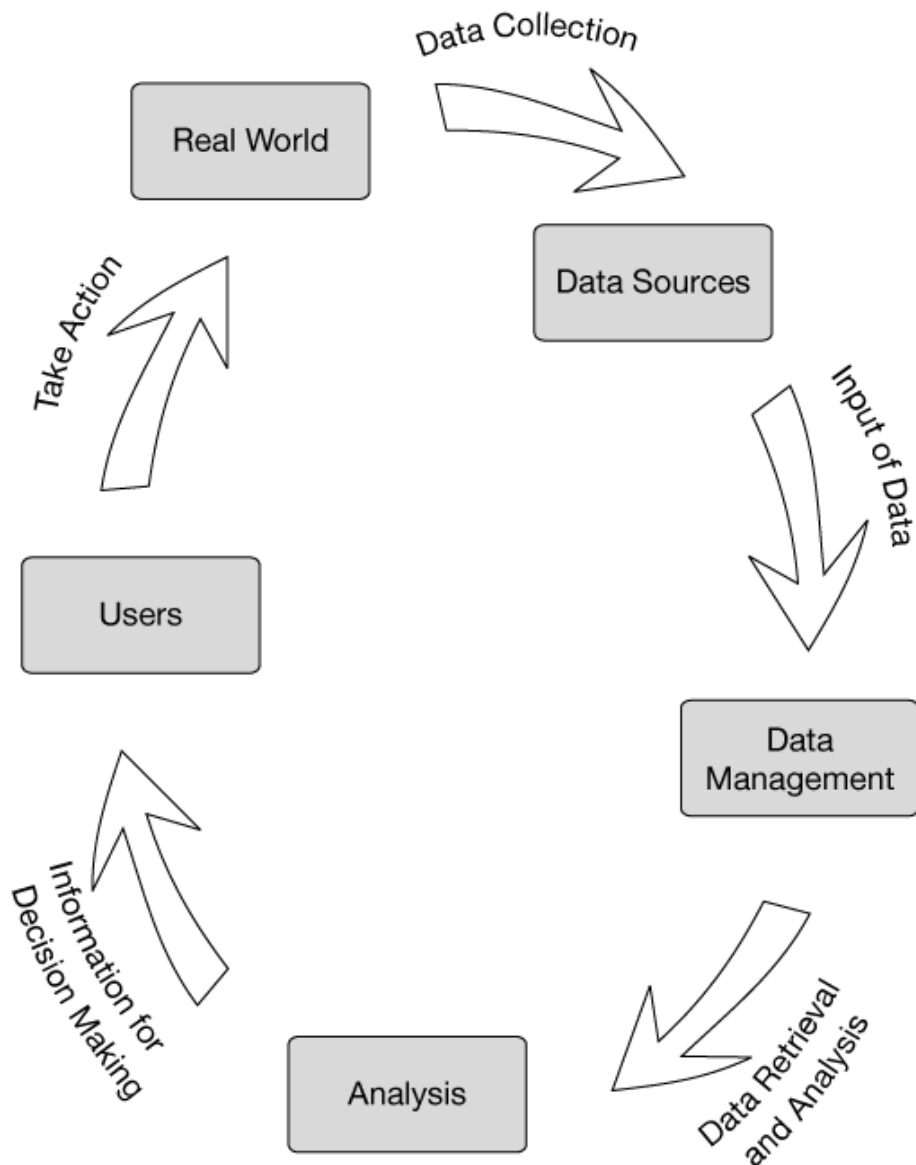 Data Collection
Real World
Data Sources
Take Action
Input of Data
Users
Data
Management
Information for
Decision Making
Data Retrieval
and Analysis
Analysis